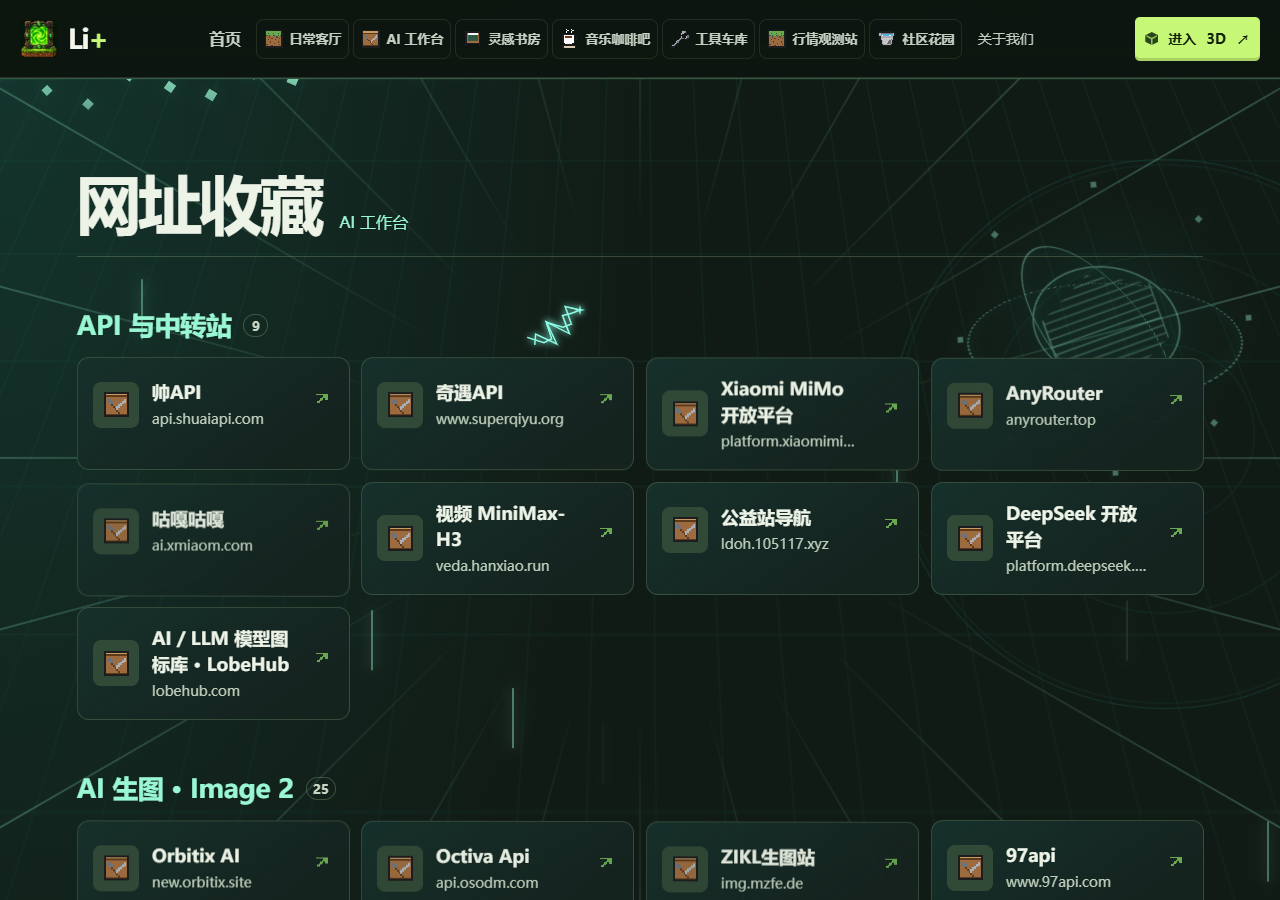 Li+
首页
日常客厅
AI 工作台
灵感书房
音乐咖啡吧
工具车库
行情观测站
社区花园
关于我们
进入 3D ↗
网址收藏
AI 工作台
API 与中转站 9
帅API
api.shuaiapi.com
奇遇API
www.superqiyu.org
Xiaomi MiMo
开放平台
platform.xiaomimi...
AnyRouter
anyrouter.top
咕嘎咕嘎
ai.xmiaom.com
视频 MiniMax-
H3
veda.hanxiao.run
公益站导航
ldoh.105117.xyz
DeepSeek 开放
平台
platform.deepseek....
AI / LLM 模型图
标库 • LobeHub
lobehub.com
AI 生图 • Image 2 25
Orbitix AI
new.orbitix.site
Octiva Api
api.osodm.com
ZIKL生图站
img.mzfe.de
97api
www.97api.com